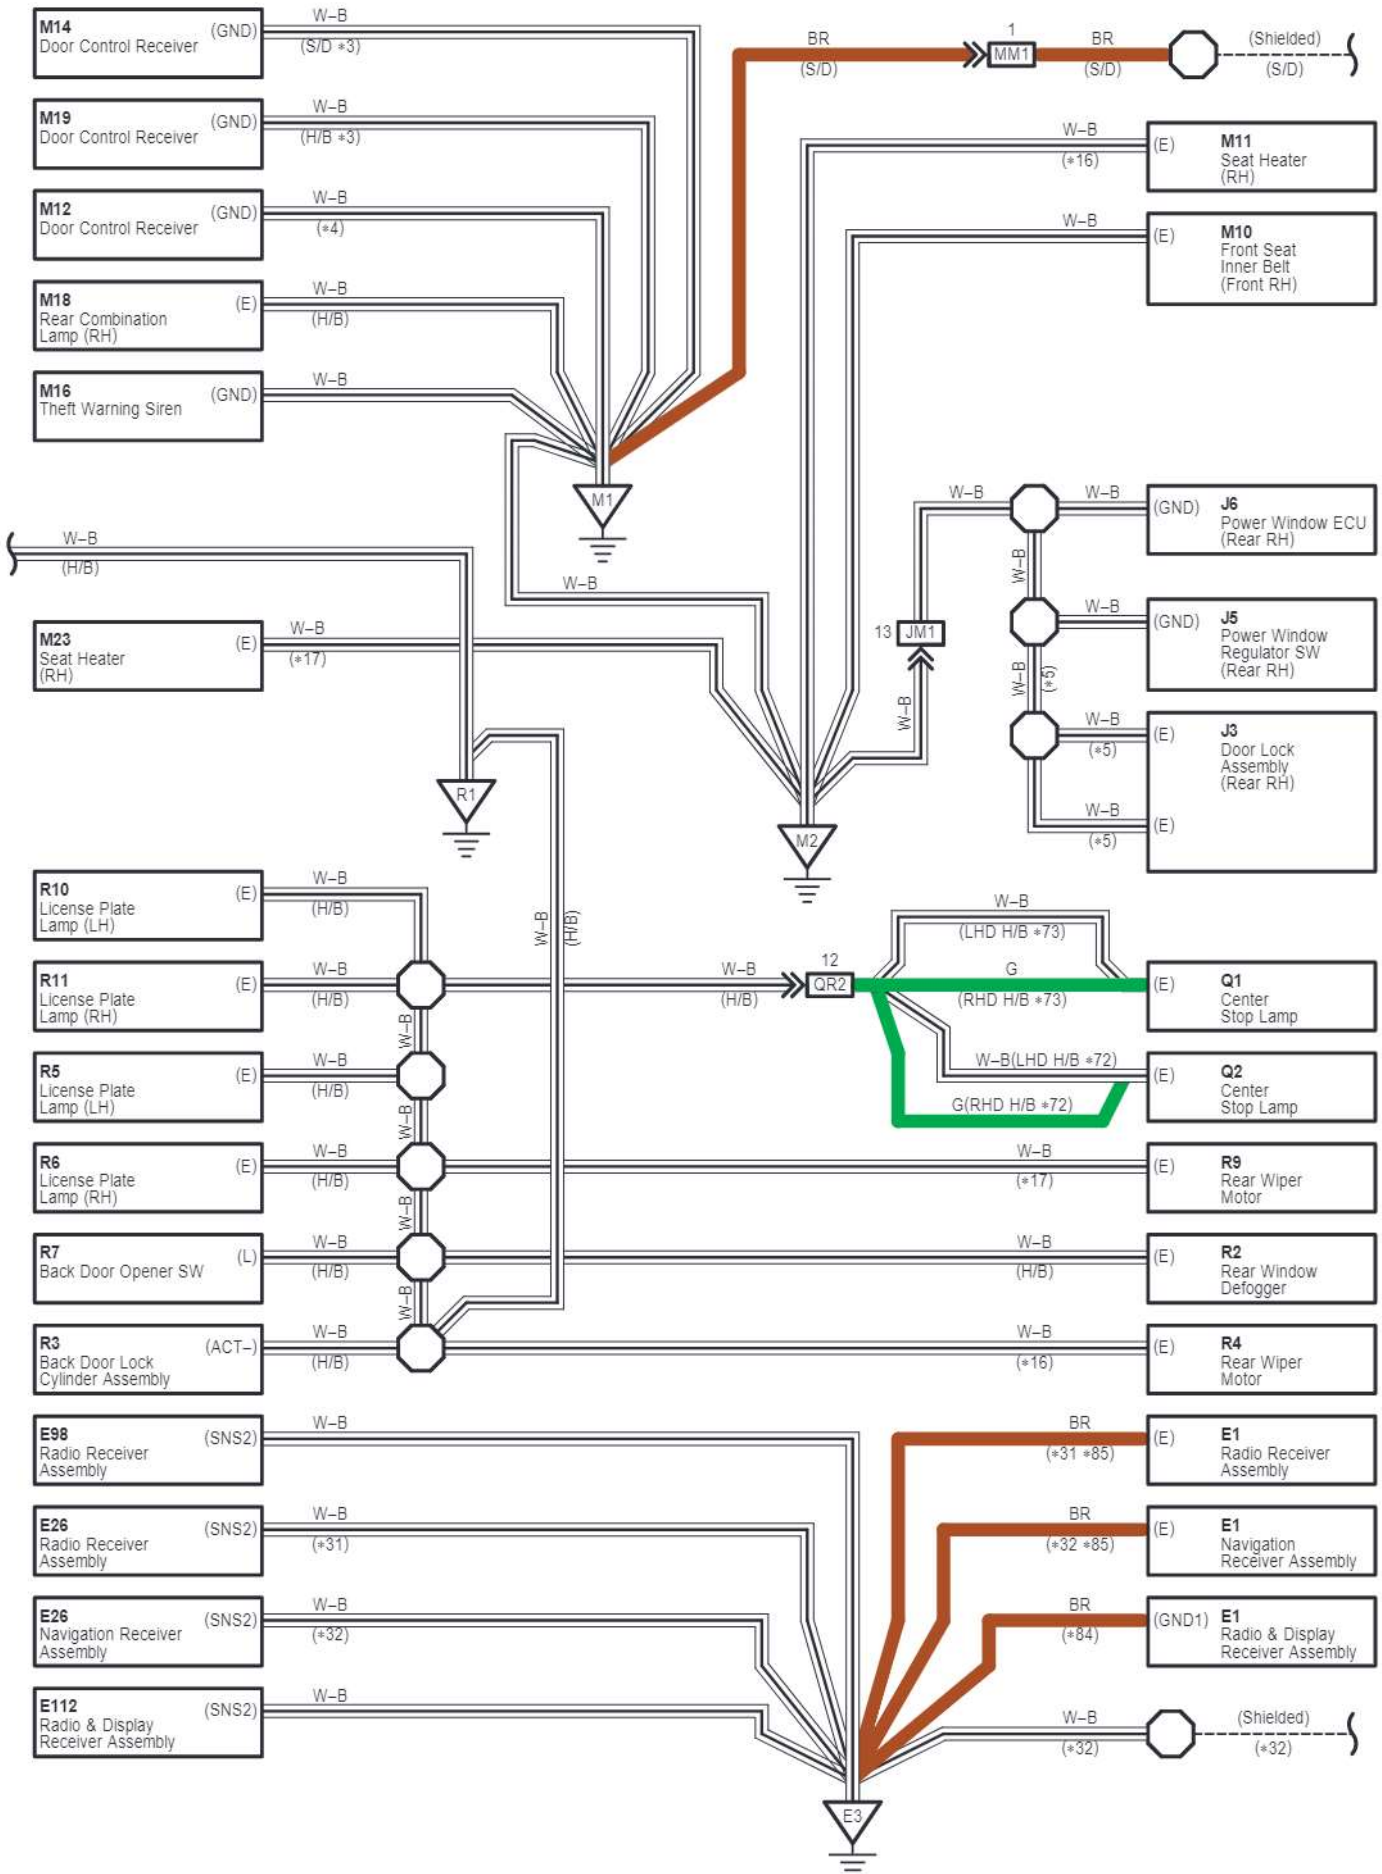 M14
Door Control Receiver
(GND)
W–B
(S/D *3)
M19
Door Control Receiver
(GND)
W–B
(H/B *3)
M12
Door Control Receiver
(GND)
W–B
(*4)
M18
Rear Combination
Lamp (RH)
(E)
W–B
(H/B)
M16
Theft Warning Siren
(GND)
W–B
BR
(S/D)
1
MM1
BR
(S/D)
(Shielded)
(S/D)
W–B
(*16)
(E)
M11
Seat Heater
(RH)
W–B
(E)
M10
Front Seat
Inner Belt
(Front RH)
M1
W–B
(H/B)
W–B
M23
Seat Heater
(RH)
(E)
W–B
(*17)
W–B
W–B
(GND)
J6
Power Window ECU
(Rear RH)
W–B
13
JM1
W–B
(GND)
J5
Power Window
Regulator SW
(Rear RH)
W–B
(*5)
W–B
W–B
(*5)
(E)
J3
Door Lock
Assembly
(Rear RH)
W–B
(*5)
(E)
R1
M2
R10
License Plate
Lamp (LH)
(E)
W–B
(H/B)
W–B
(H/B)
R11
License Plate
Lamp (RH)
(E)
W–B
(H/B)
W–B
(H/B)
12
QR2
W–B
(LHD H/B *73)
G
(RHD H/B *73)
(E)
Q1
Center
Stop Lamp
W–B
R5
License Plate
Lamp (LH)
(E)
W–B
(H/B)
W–B(LHD H/B *72)
G(RHD H/B *72)
(E)
Q2
Center
Stop Lamp
W–B
R6
License Plate
Lamp (RH)
(E)
W–B
(H/B)
W–B
(*17)
(E)
R9
Rear Wiper
Motor
W–B
R7
Back Door Opener SW
(L)
W–B
(H/B)
W–B
(H/B)
(E)
R2
Rear Window
Defogger
W–B
R3
Back Door Lock
Cylinder Assembly
(ACT–)
W–B
(H/B)
W–B
(*16)
(E)
R4
Rear Wiper
Motor
E98
Radio Receiver
Assembly
(SNS2)
W–B
BR
(*31 *85)
(E)
E1
Radio Receiver
Assembly
E26
Radio Receiver
Assembly
(SNS2)
W–B
(*31)
BR
(*32 *85)
(E)
E1
Navigation
Receiver Assembly
E26
Navigation Receiver
Assembly
(SNS2)
W–B
(*32)
BR
(*84)
(GND1)
E1
Radio & Display
Receiver Assembly
E112
Radio & Display
Receiver Assembly
(SNS2)
W–B
W–B
(*32)
(Shielded)
(*32)
E3